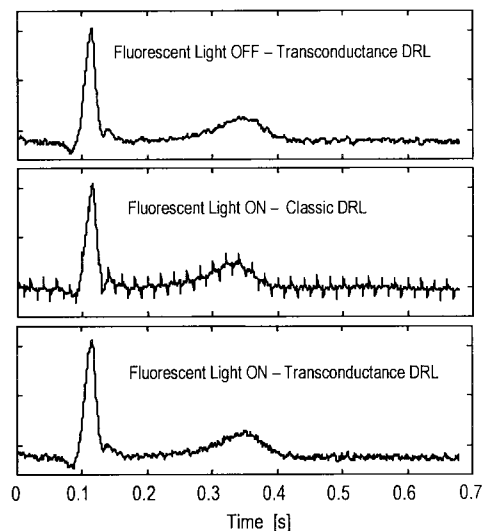 Fluorescent Light OFF – Transconductance DRL
Fluorescent Light ON – Classic DRL
Fluorescent Light ON – Transconductance DRL
0 0.1 0.2 0.3 0.4 0.5 0.6 0.7
Time [s]